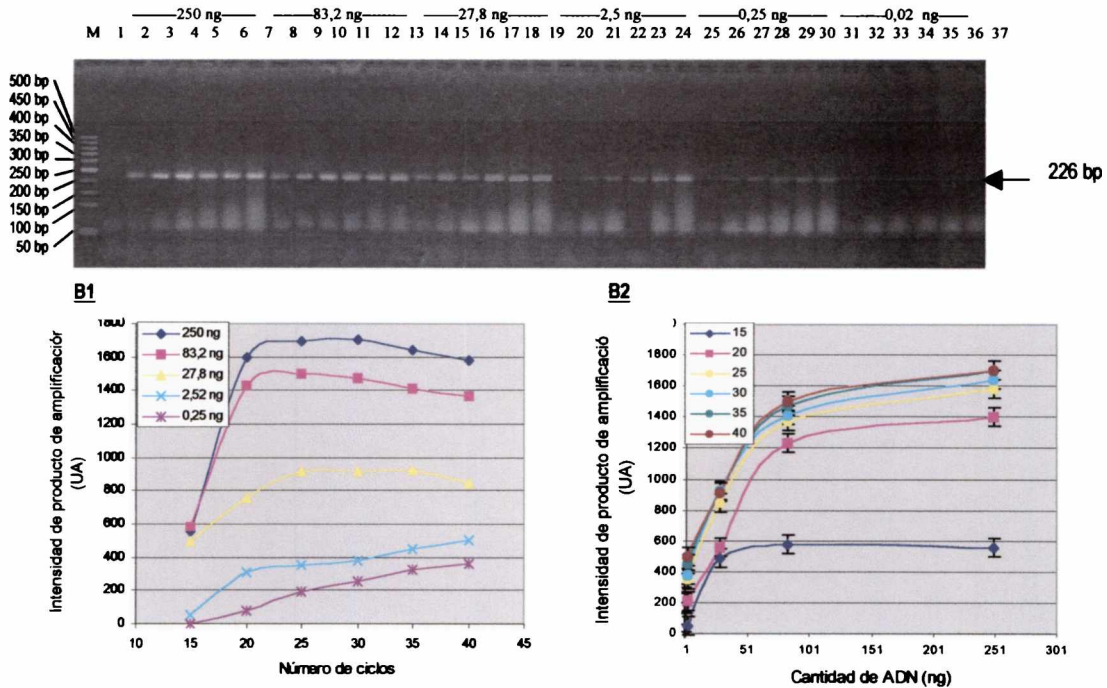 250 ng 83,2 ng 27,8 ng 2,5 ng 0,25 ng 0,02 ng
M 1 2 3 4 5 6 7 8 9 10 11 12 13 14 15 16 17 18 19 20 21 22 23 24 25 26 27 28 29 30 31 32 33 34 35 36 37
500 bp
450 bp
400 bp
350 bp
300 bp
250 bp
200 bp
150 bp
100 bp
50 bp
226 bp
B1
1800
1600
1400
1200
1000
800
600
400
200
0
10 15 20 25 30 35 40 45
250 ng
83,2 ng
27,8 ng
2,52 ng
0,25 ng
Intensidad de producto de amplificaciór
(UA)
Número de ciclos
B2
1800
1600
1400
1200
1000
800
600
400
200
0
1 51 101 151 201 251 301
15
20
25
30
35
40
Intensidad de producto de amplificació
(UA)
Cantidad de ADN (ng)